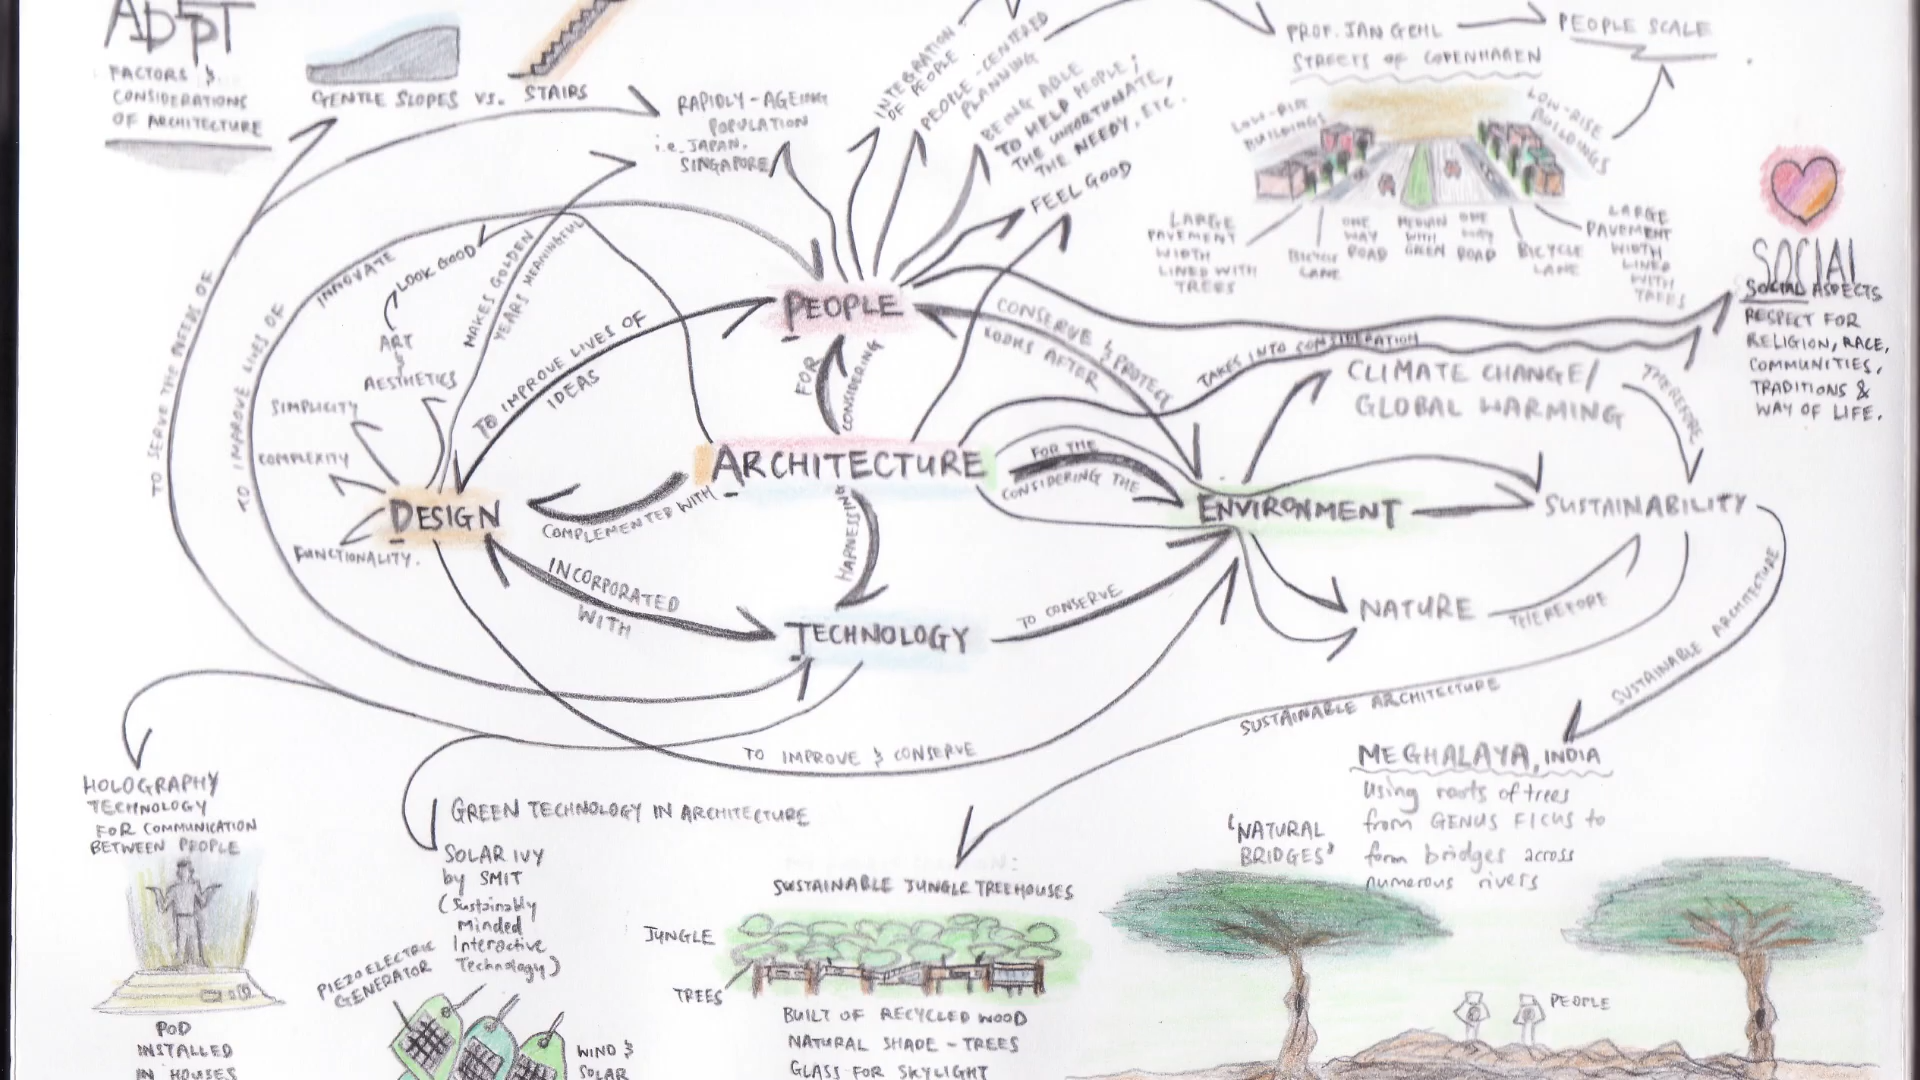 ADAPT
FACTORS &
CONSIDERATIONS
OF ARCHITECTURE
GENTLE SLOPES VS. STAIRS
RAPIDLY-AGEING
POPULATION
i.e. JAPAN,
SINGAPORE
INTEGRATION
OF PEOPLE
PEOPLE-CENTERED
PLANNING
BEING ABLE
TO HELP PEOPLE;
THE UNFORTUNATE,
THE NEEDY, ETC.
FEEL GOOD
PROF. JAN GEHL
PEOPLE SCALE
STREETS OF COPENHAGEN
LOW-RISE
BUILDINGS
LOW-RISE
BUILDINGS
LARGE
PAVEMENT
WIDTH
LINED WITH
TREES
BICYCLE
LANE
ONE
WAY
ROAD
MEDIAN
WITH
GREEN
ONE
WAY
ROAD
BICYCLE
LANE
LARGE
PAVEMENT
WIDTH
LINED
WITH
TREES
SOCIAL
SOCIAL ASPECTS
RESPECT FOR
RELIGION, RACE,
COMMUNITIES,
TRADITIONS &
WAY OF LIFE.
TO SERVE THE NEEDS OF
TO IMPROVE LIVES OF
INNOVATE
LOOK GOOD
ART
AESTHETICS
MAKES GOLDEN
YEARS MEANINGFUL
SIMPLICITY
COMPLEXITY
FUNCTIONALITY.
TO IMPROVE LIVES OF
IDEAS
PEOPLE
FOR
CONSIDERING
CONSERVE & PROTECT
LOOKS AFTER
TAKES INTO CONSIDERATION
CLIMATE CHANGE/
GLOBAL WARMING
THEREFORE
ARCHITECTURE
FOR THE
CONSIDERING THE
DESIGN
COMPLEMENTED WITH
HARNESSING
ENVIRONMENT
SUSTAINABILITY
INCORPORATED
WITH
TECHNOLOGY
TO CONSERVE
NATURE
THEREFORE
SUSTAINABLE ARCHITECTURE
SUSTAINABLE ARCHITECTURE
TO IMPROVE & CONSERVE
HOLOGRAPHY
TECHNOLOGY
FOR COMMUNICATION
BETWEEN PEOPLE
POD
INSTALLED
IN HOUSES
GREEN TECHNOLOGY IN ARCHITECTURE
SOLAR IVY
by SMIT
(Sustainably
Minded
Interactive
Technology)
PIEZOELECTRIC
GENERATOR
WIND &
SOLAR
SUSTAINABLE JUNGLE TREEHOUSES
JUNGLE
TREES
BUILT OF RECYCLED WOOD
NATURAL SHADE - TREES
GLASS FOR SKYLIGHT
MEGHALAYA, INDIA
using roots of trees
from GENUS FICUS to
form bridges across
numerous rivers
'NATURAL
BRIDGES'
PEOPLE